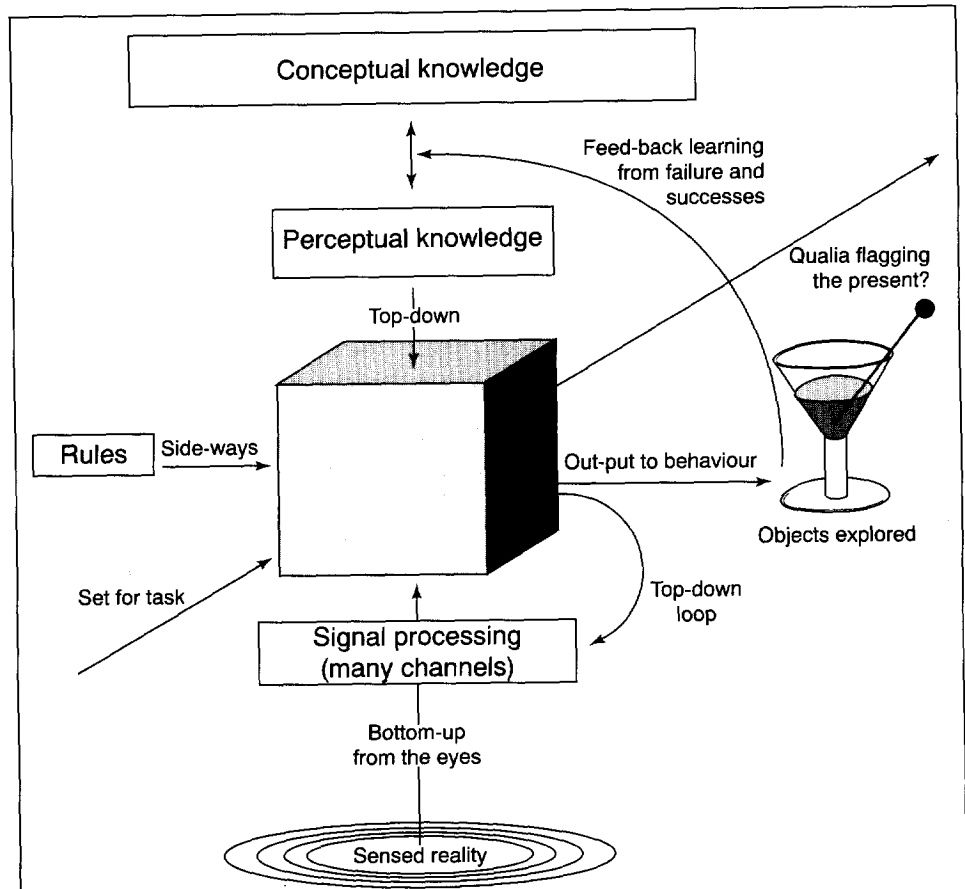 Conceptual knowledge
Feed-back learning
from failure and
successes
Perceptual knowledge
Qualia flagging
the present?
Top-down
Rules
Side-ways
Out-put to behaviour
Objects explored
Set for task
Top-down
loop
Signal processing
(many channels)
Bottom-up
from the eyes
Sensed reality